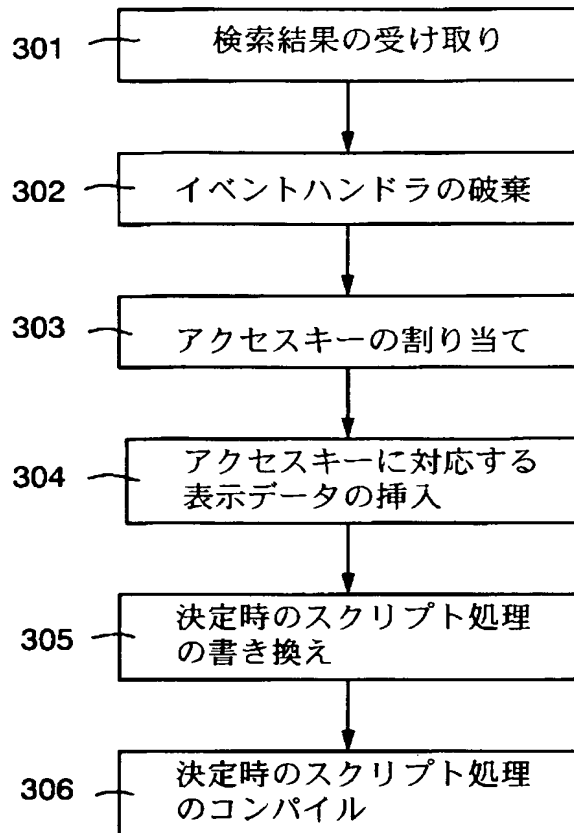 301 検索結果の受け取り
302 イベントハンドラの破棄
303 アクセスキーの割り当て
304 アクセスキーに対応する
表示データの挿入
305 決定時のスクリプト処理
の書き換え
306 決定時のスクリプト処理
のコンパイル